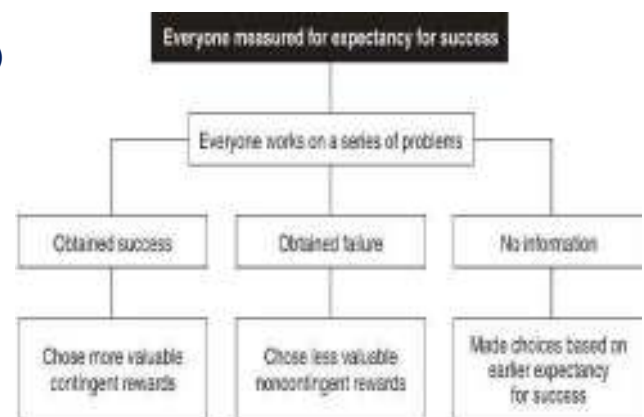 Everyone measured for expectancy for success
Everyone works on a series of problems
Obtained success
Obtained failure
No information
Chose more valuable
contingent rewards
Chose less valuable
noncontingent rewards
Made choices based on
earlier expectancy
for success